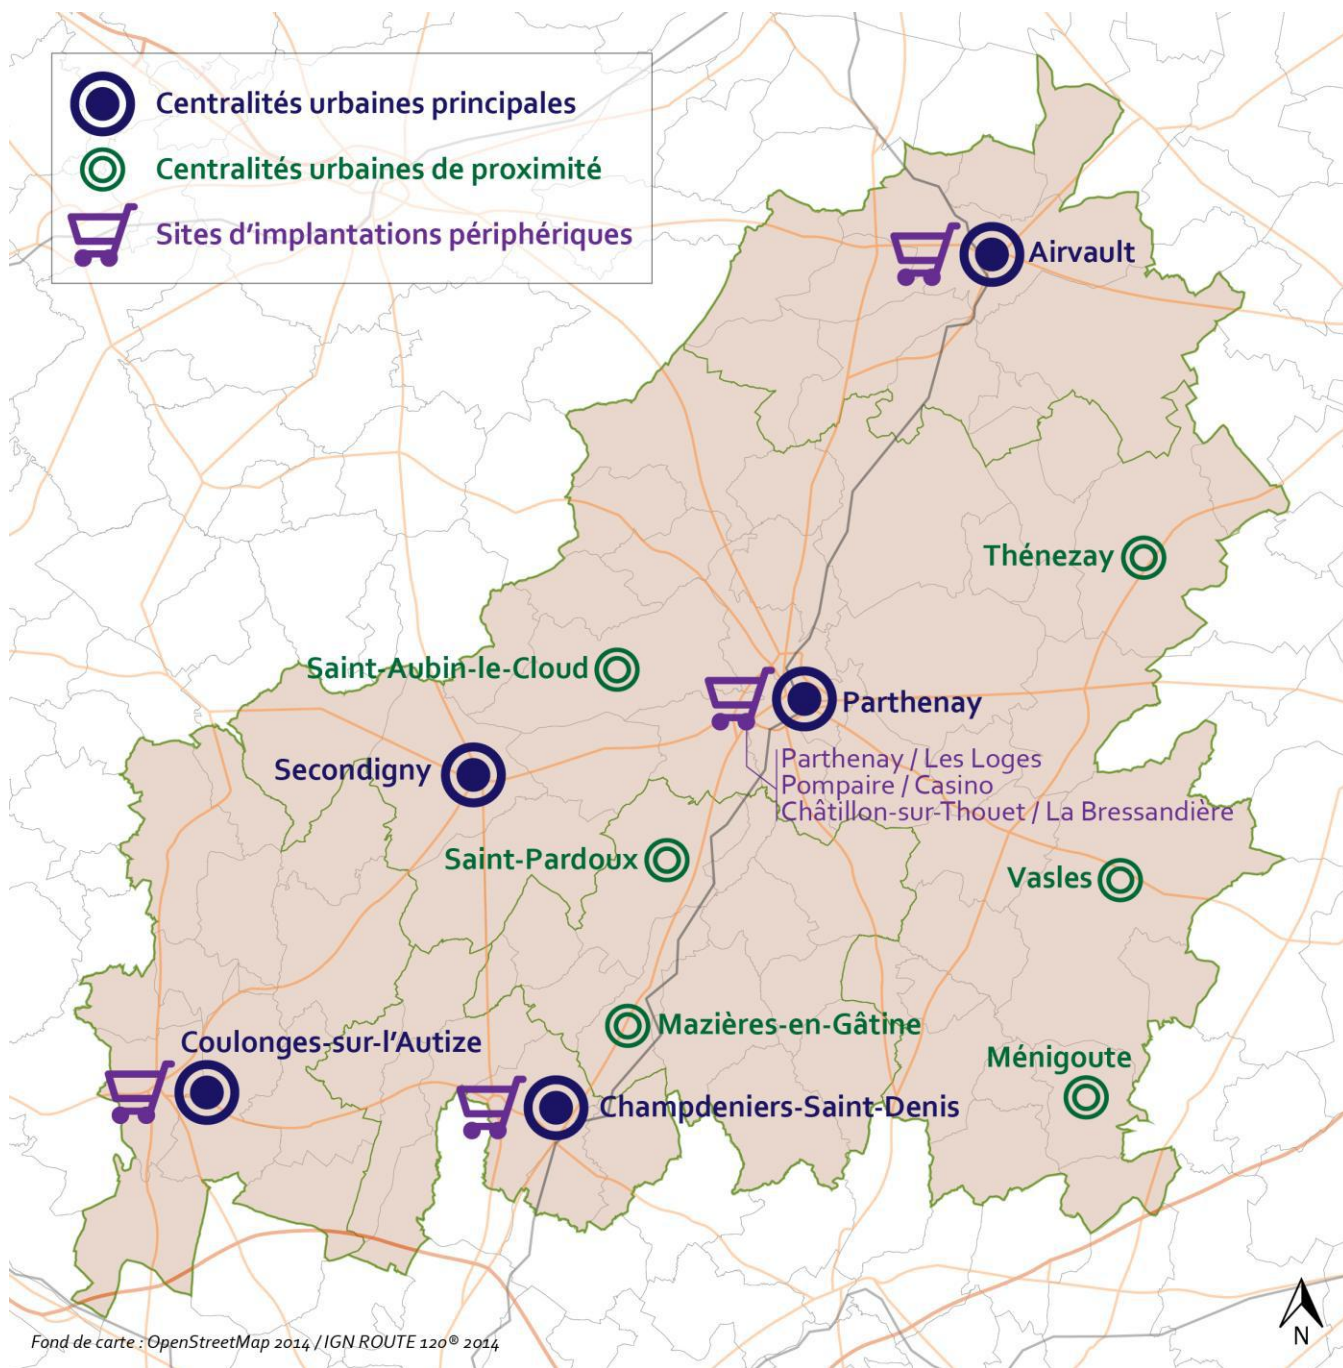 Centralités urbaines principales
Centralités urbaines de proximité
Sites d'implantations périphériques
Airvault
Thénezay
Saint-Aubin-le-Cloud
Parthenay
Parthenay / Les Loges
Pompaire / Casino
Châtillon-sur-Thouet / La Bressandière
Secondigny
Saint-Pardoux
Vasles
Mazières-en-Gâtine
Coulonges-sur-l'Autize
Ménigoute
Champdeniers-Saint-Denis
Fond de carte : OpenStreetMap 2014 / IGN ROUTE 120® 2014
N